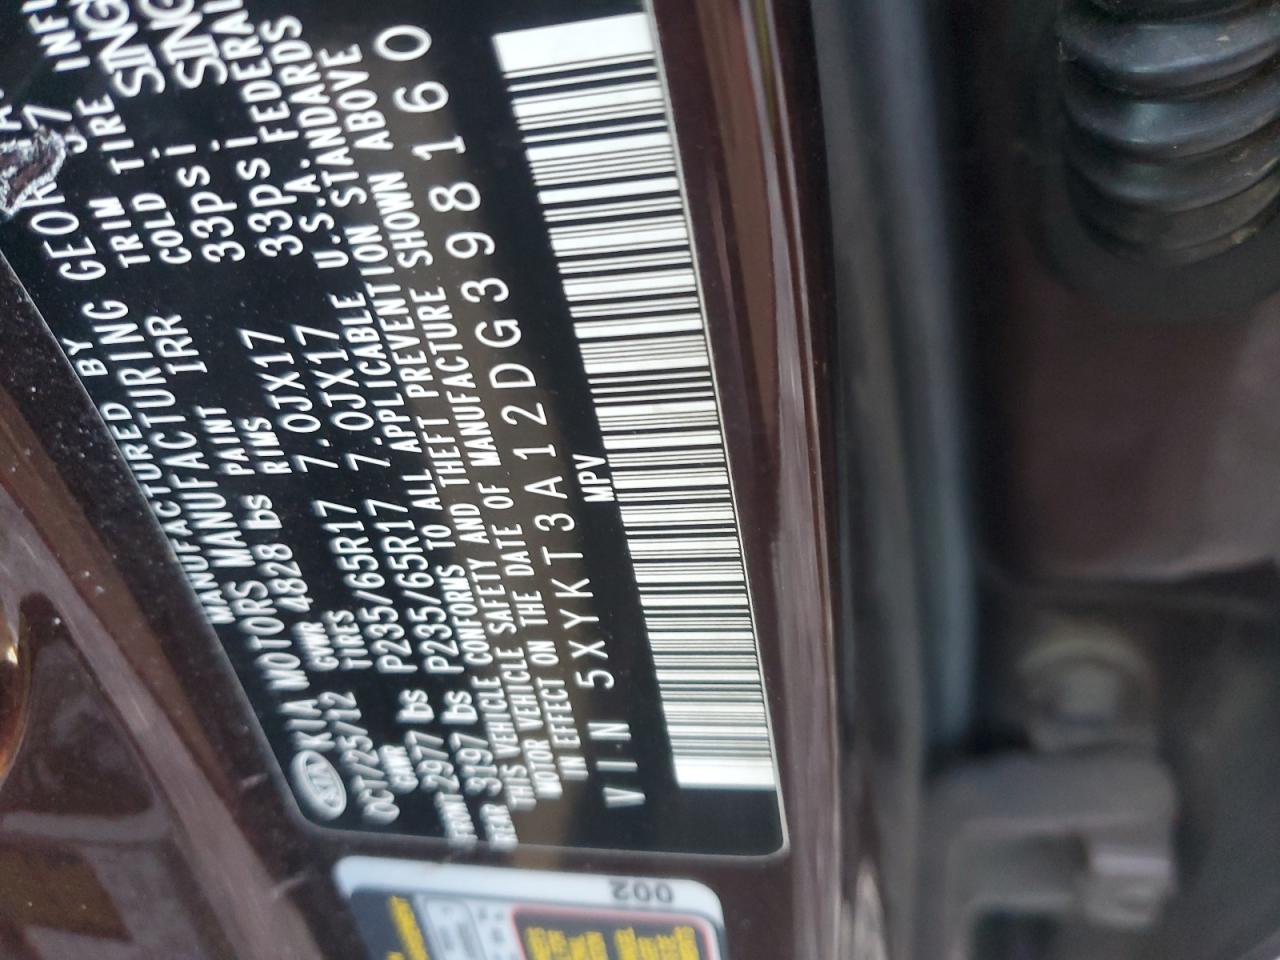 KIA MOTORS MANUFACTURING
MANUFACTURED BY
MANUFACTURING
OCT/25/12
GVWR 4828 lbs
PAINT IRR
TRIM
GAWR TIRES RIMS COLD TIRE
FRONT 2977 lbs P235/65R17 7.0JX17 33psi SING
REAR 3197 lbs P235/65R17 7.0JX17 33psi SING
THIS VEHICLE CONFORMS TO ALL APPLICABLE U.S.A. FEDERAL
MOTOR VEHICLE SAFETY AND THEFT PREVENTION STANDARDS
IN EFFECT ON THE DATE OF MANUFACTURE SHOWN ABOVE
VIN 5XYKT3A12DG398160
MPV
002